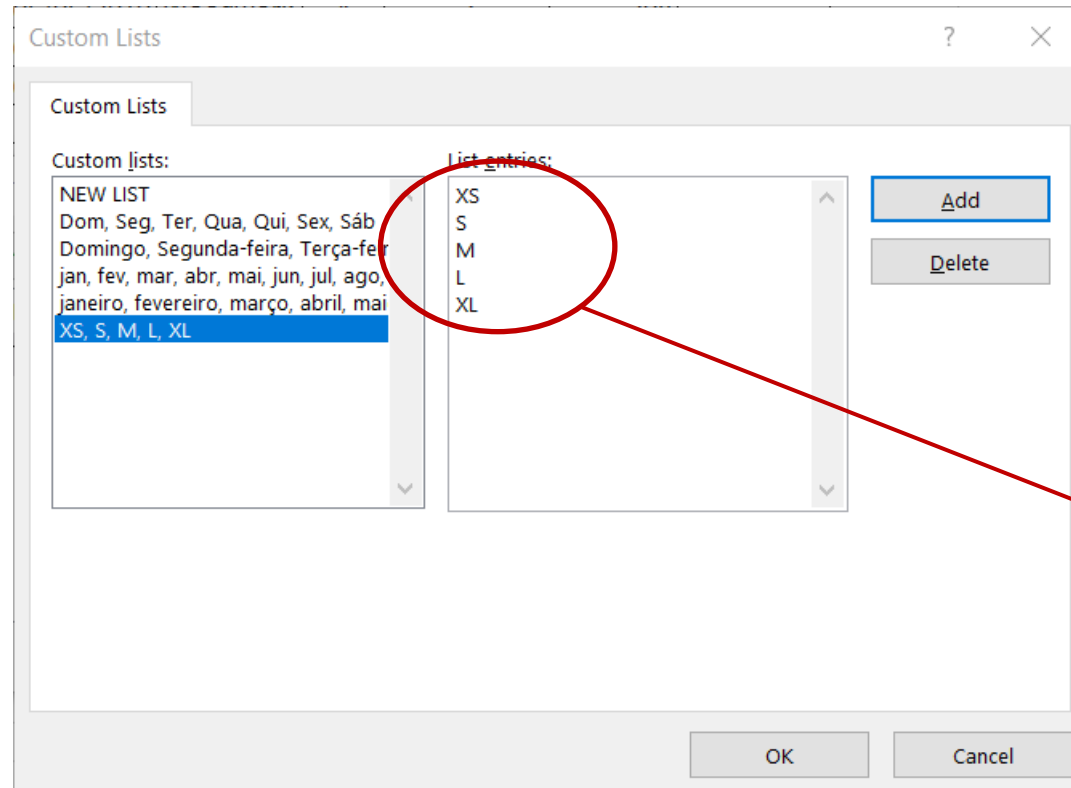 Custom Lists
?
Custom Lists
Custom lists:
List entries:
NEW LIST
Dom, Seg, Ter, Qua, Qui, Sex, Sáb
Domingo, Segunda-feira, Terça-feir
jan, fev, mar, abr, mai, jun, jul, ago,
janeiro, fevereiro, março, abril, mai
XS, S, M, L, XL
XS
S
M
L
XL
Add
Delete
OK
Cancel